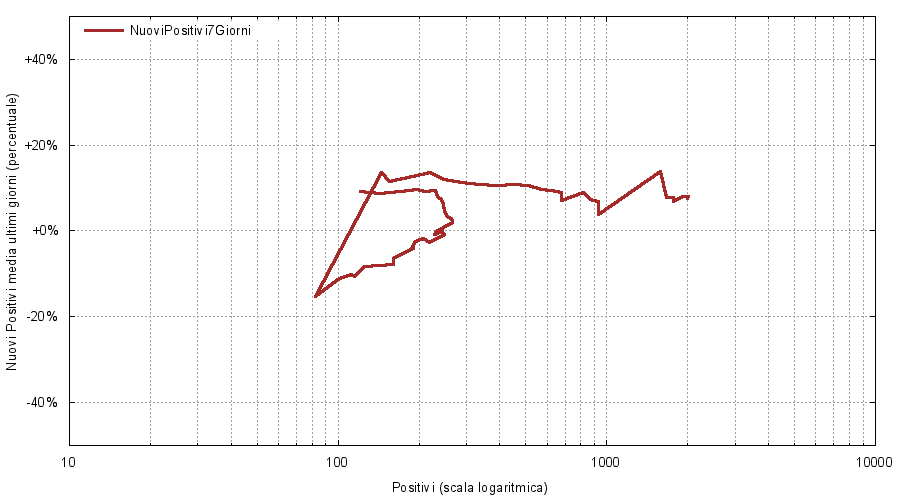 NuoviPositivi7Giorni
+40%
+20%
+0%
-20%
-40%
Nuovi Positivi media ultimi giorni (percentuale)
10 100 1000 10000
Positivi (scala logaritmica)